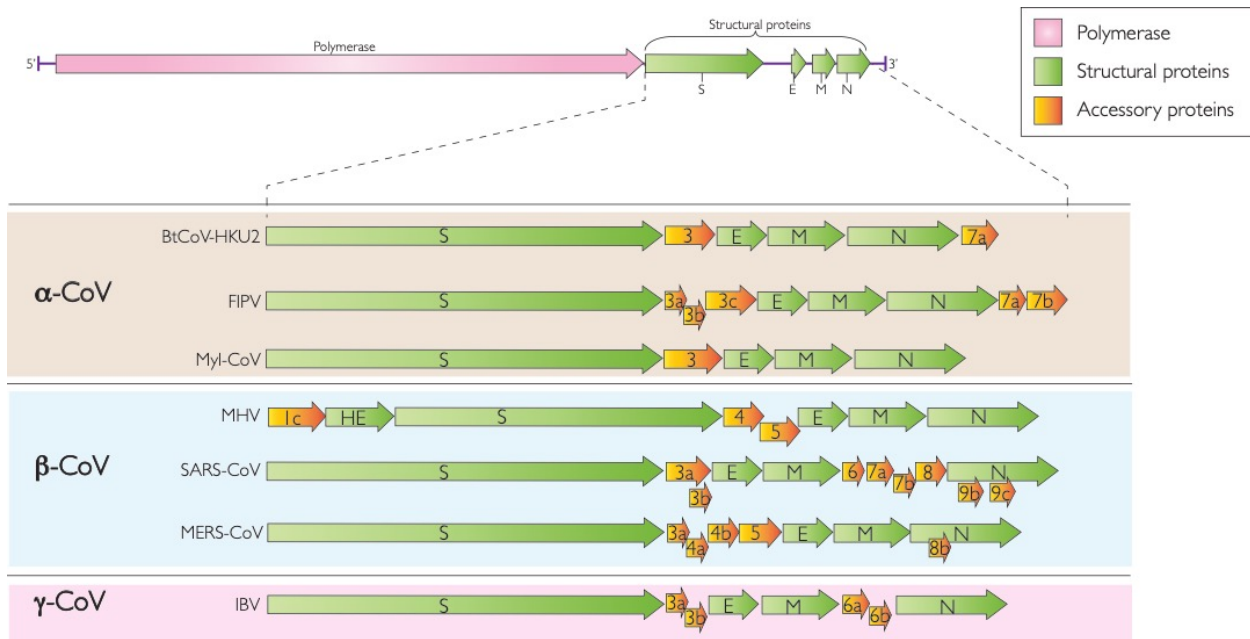 Structural proteins
Polymerase
5' 3'
S E M N
Polymerase
Structural proteins
Accessory proteins
α-CoV
BtCoV-HKU2 S 3 E M N 7a
FIPV S 3a 3b 3c E M N 7a 7b
Myl-CoV S 3 E M N
β-CoV
MHV 1c HE S 4 5 E M N
SARS-CoV S 3a 3b E M 6 7a 7b 8 N 9b 9c
MERS-CoV S 3a 4a 4b 5 E M N 8b
γ-CoV
IBV S 3a 3b E M 6a 6b N